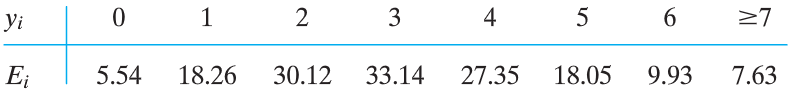 yi 0 1 2 3 4 5 6 ≥7
Ei 5.54 18.26 30.12 33.14 27.35 18.05 9.93 7.63